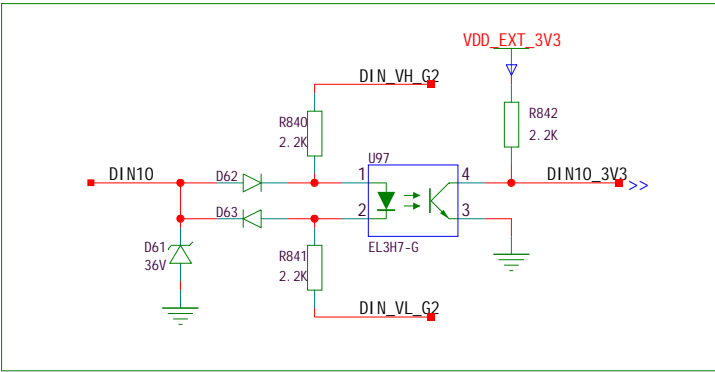 VDD_EXT_3V3
DIN_VH_G2
R840
2.2K
R842
2.2K
DIN10
D62
1
U97
4
DIN10_3V3
>>
D63
2
3
D61
36V
R841
2.2K
EL3H7-G
DIN_VL_G2